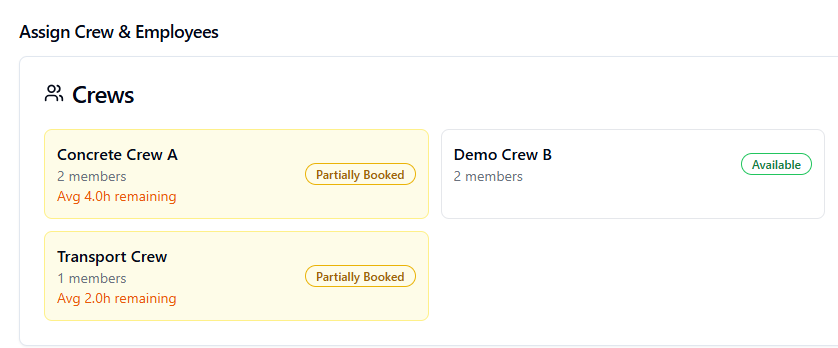 Assign Crew & Employees
Crews
Concrete Crew A
2 members
Partially Booked
Avg 4.0h remaining
Demo Crew B
2 members
Available
Transport Crew
1 members
Partially Booked
Avg 2.0h remaining